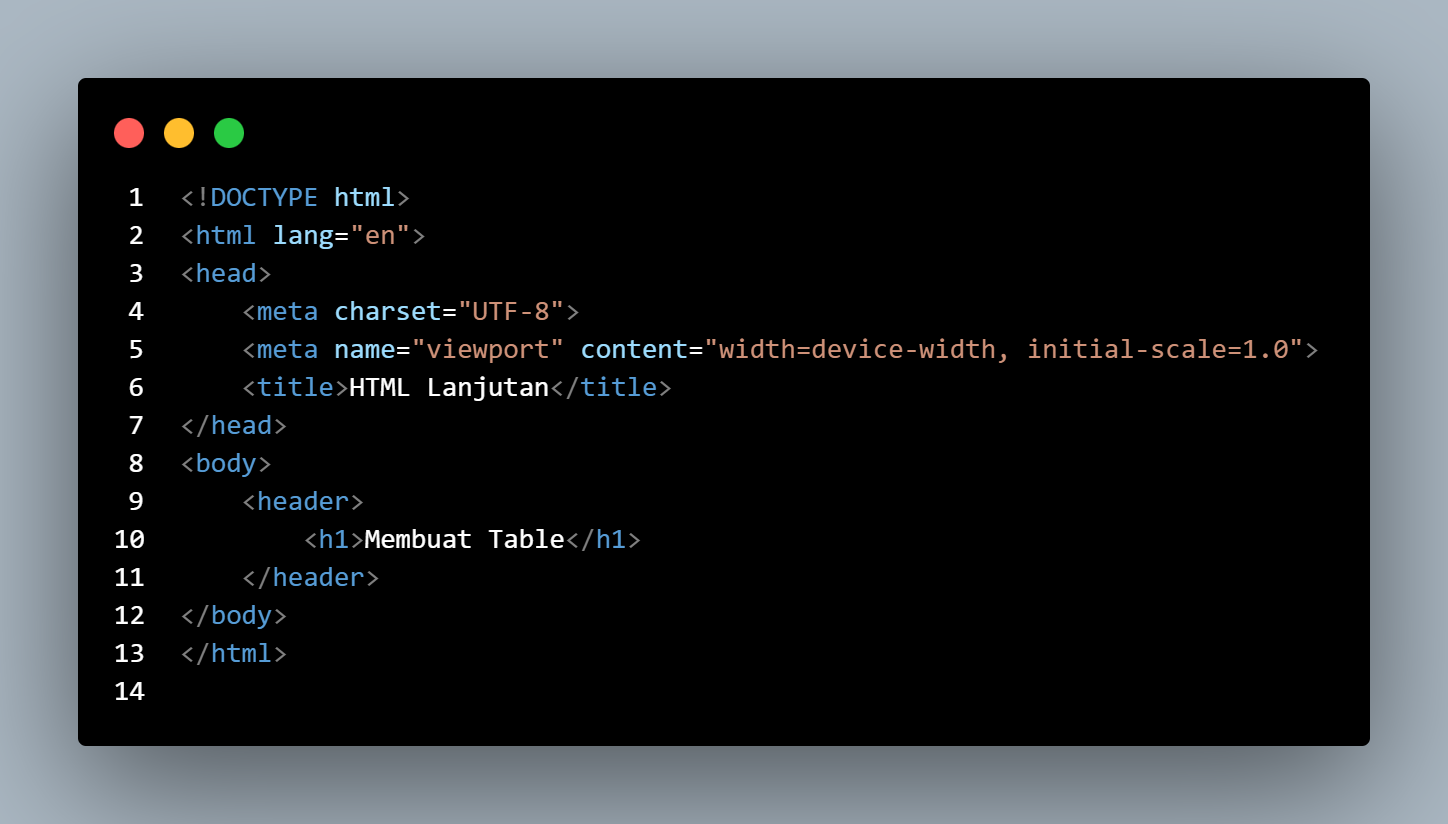 1 <!DOCTYPE html>
2 <html lang="en">
3 <head>
4     <meta charset="UTF-8">
5     <meta name="viewport" content="width=device-width, initial-scale=1.0">
6     <title>HTML Lanjutan</title>
7 </head>
8 <body>
9     <header>
10         <h1>Membuat Table</h1>
11     </header>
12 </body>
13 </html>
14